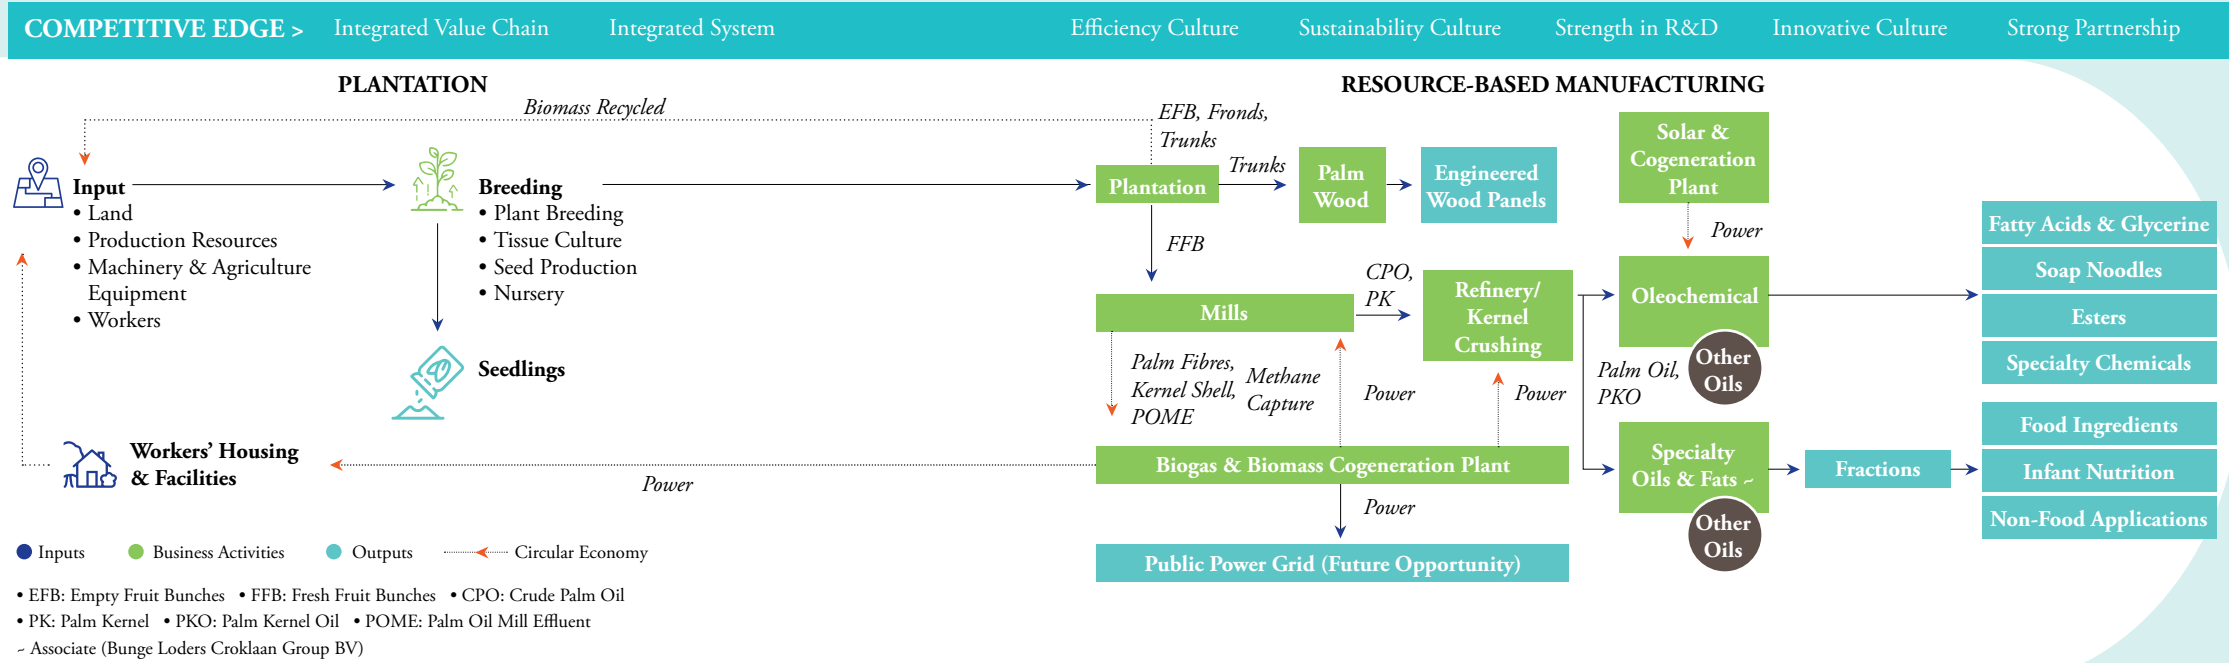 COMPETITIVE EDGE > Integrated Value Chain Integrated System Efficiency Culture Sustainability Culture Strength in R&D Innovative Culture Strong Partnership
PLANTATION
RESOURCE-BASED MANUFACTURING
Biomass Recycled
EFB, Fronds,
Trunks
Input
• Land
• Production Resources
• Machinery & Agriculture
Equipment
• Workers
Breeding
• Plant Breeding
• Tissue Culture
• Seed Production
• Nursery
Seedlings
Workers’ Housing
& Facilities
Power
Plantation
Trunks
Palm
Wood
Engineered
Wood Panels
FFB
Mills
CPO,
PK
Refinery/
Kernel
Crushing
Palm Fibres,
Kernel Shell,
POME
Methane
Capture
Power
Power
Biogas & Biomass Cogeneration Plant
Power
Public Power Grid (Future Opportunity)
Solar &
Cogeneration
Plant
Power
Oleochemical
Other
Oils
Palm Oil,
PKO
Specialty
Oils & Fats ~
Other
Oils
Fractions
Fatty Acids & Glycerine
Soap Noodles
Esters
Specialty Chemicals
Food Ingredients
Infant Nutrition
Non-Food Applications
Inputs Business Activities Outputs Circular Economy
• EFB: Empty Fruit Bunches • FFB: Fresh Fruit Bunches • CPO: Crude Palm Oil
• PK: Palm Kernel • PKO: Palm Kernel Oil • POME: Palm Oil Mill Effluent
~ Associate (Bunge Loders Croklaan Group BV)